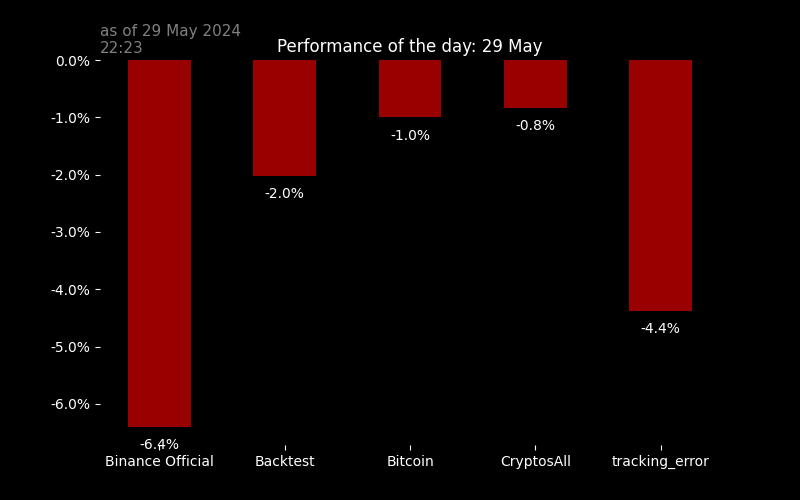 as of 29 May 2024
22:23
Performance of the day: 29 May
0.0%
-1.0%
-2.0%
-3.0%
-4.0%
-5.0%
-6.0%
-6.4%
-2.0%
-1.0%
-0.8%
-4.4%
Binance Official
Backtest
Bitcoin
CryptosAll
tracking_error